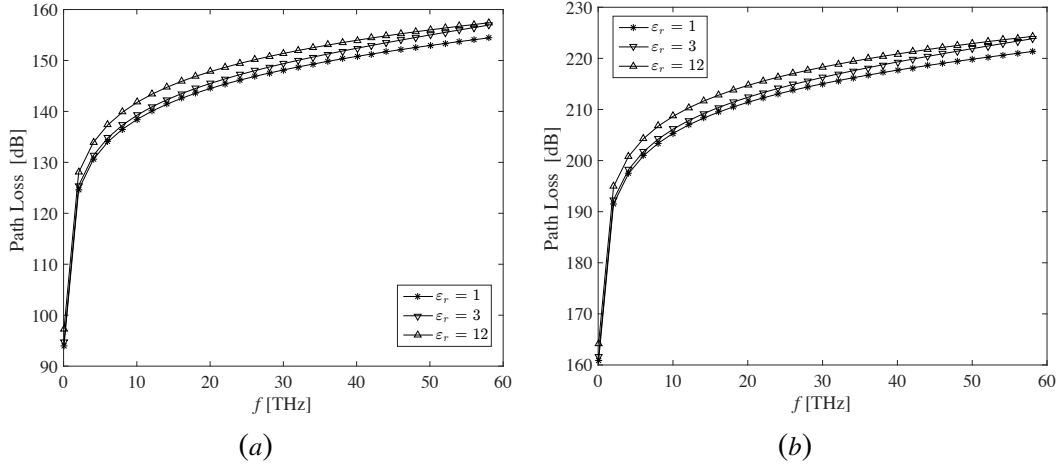 160
150
140
130
120
110
100
90
Path Loss [dB]
0 10 20 30 40 50 60
f [THz]
ε_r = 1
ε_r = 3
ε_r = 12
(a)
230
220
210
200
190
180
170
160
Path Loss [dB]
0 10 20 30 40 50 60
f [THz]
ε_r = 1
ε_r = 3
ε_r = 12
(b)